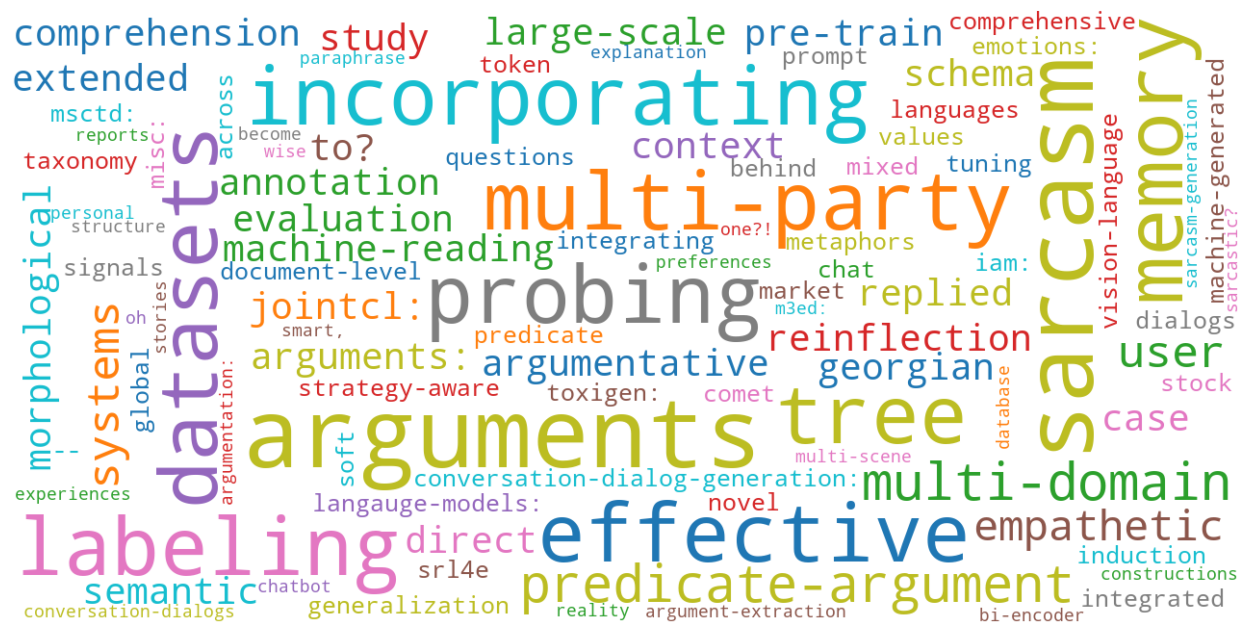 comprehension
study
large-scale
pre-train
comprehensive
explanation
paraphrase
token
prompt
emotions:
memory
extended
incorporating
schema
sarcasm
machine-generated
across
msctd:
languages
reports
become
misc:
to?
context
values
vision-language
sarcasm-generation
taxonomy
wise
questions
behind
mixed
tuning
datasets
annotation
multi-party
morphological
personal
evaluation
structure
one?!
sarcastic?
machine-reading
integrating
metaphors
signals
document-level
preferences
chat
iam:
probing
market
replied
stories
jointcl:
m3ed:
dialogs
systems
oh
smart,
predicate
reinflection
user
global
arguments:
argumentative
georgian
stock
argumentation:
strategy-aware
toxigen:
comet
database
arguments
tree
case
--
soft
multi-scene
conversation-dialog-generation:
multi-domain
experiences
langauge-models:
novel
labeling
direct
effective
empathetic
srl4e
induction
semantic
chatbot
predicate-argument
constructions
generalization
integrated
conversation-dialogs
reality
argument-extraction
bi-encoder